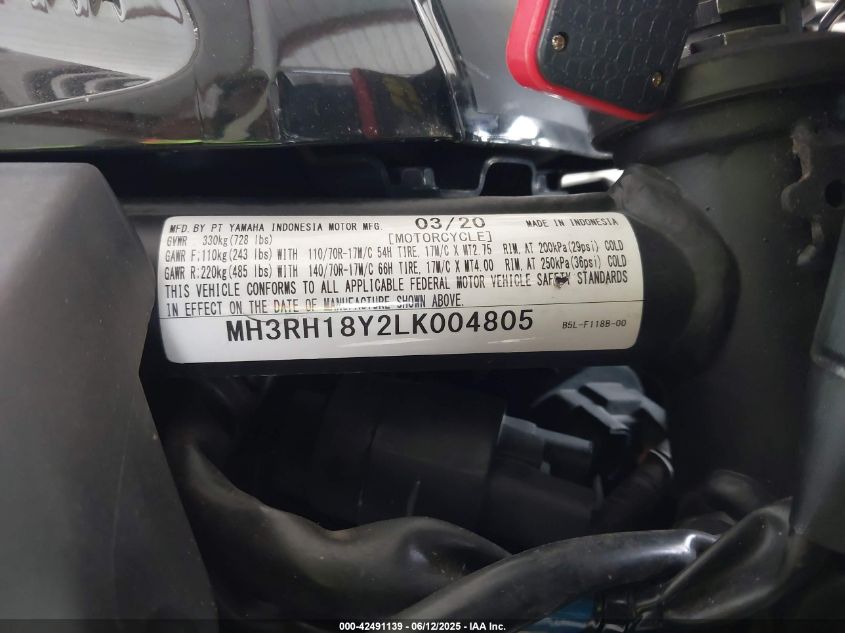 MFD. BY PT YAMAHA INDONESIA MOTOR MFG. 03/20 MADE IN INDONESIA
GVWR 330kg(728 lbs) [MOTORCYCLE]
GAWR F:110kg(243 lbs) WITH 110/70R-17M/C 54H TIRE, 17M/C X MT2.75 RIM, AT 200kPa(29psi) COLD
GAWR R:220kg(485 lbs) WITH 140/70R-17M/C 66H TIRE, 17M/C X MT4.00 RIM, AT 250kPa(36psi) COLD
THIS VEHICLE CONFORMS TO ALL APPLICABLE FEDERAL MOTOR VEHICLE SAFETY STANDARDS
IN EFFECT ON THE DATE OF MANUFACTURE SHOWN ABOVE.
MH3RH18Y2LK004805 B5L-F118B-00
000-42491139 - 06/12/2025 - IAA Inc.